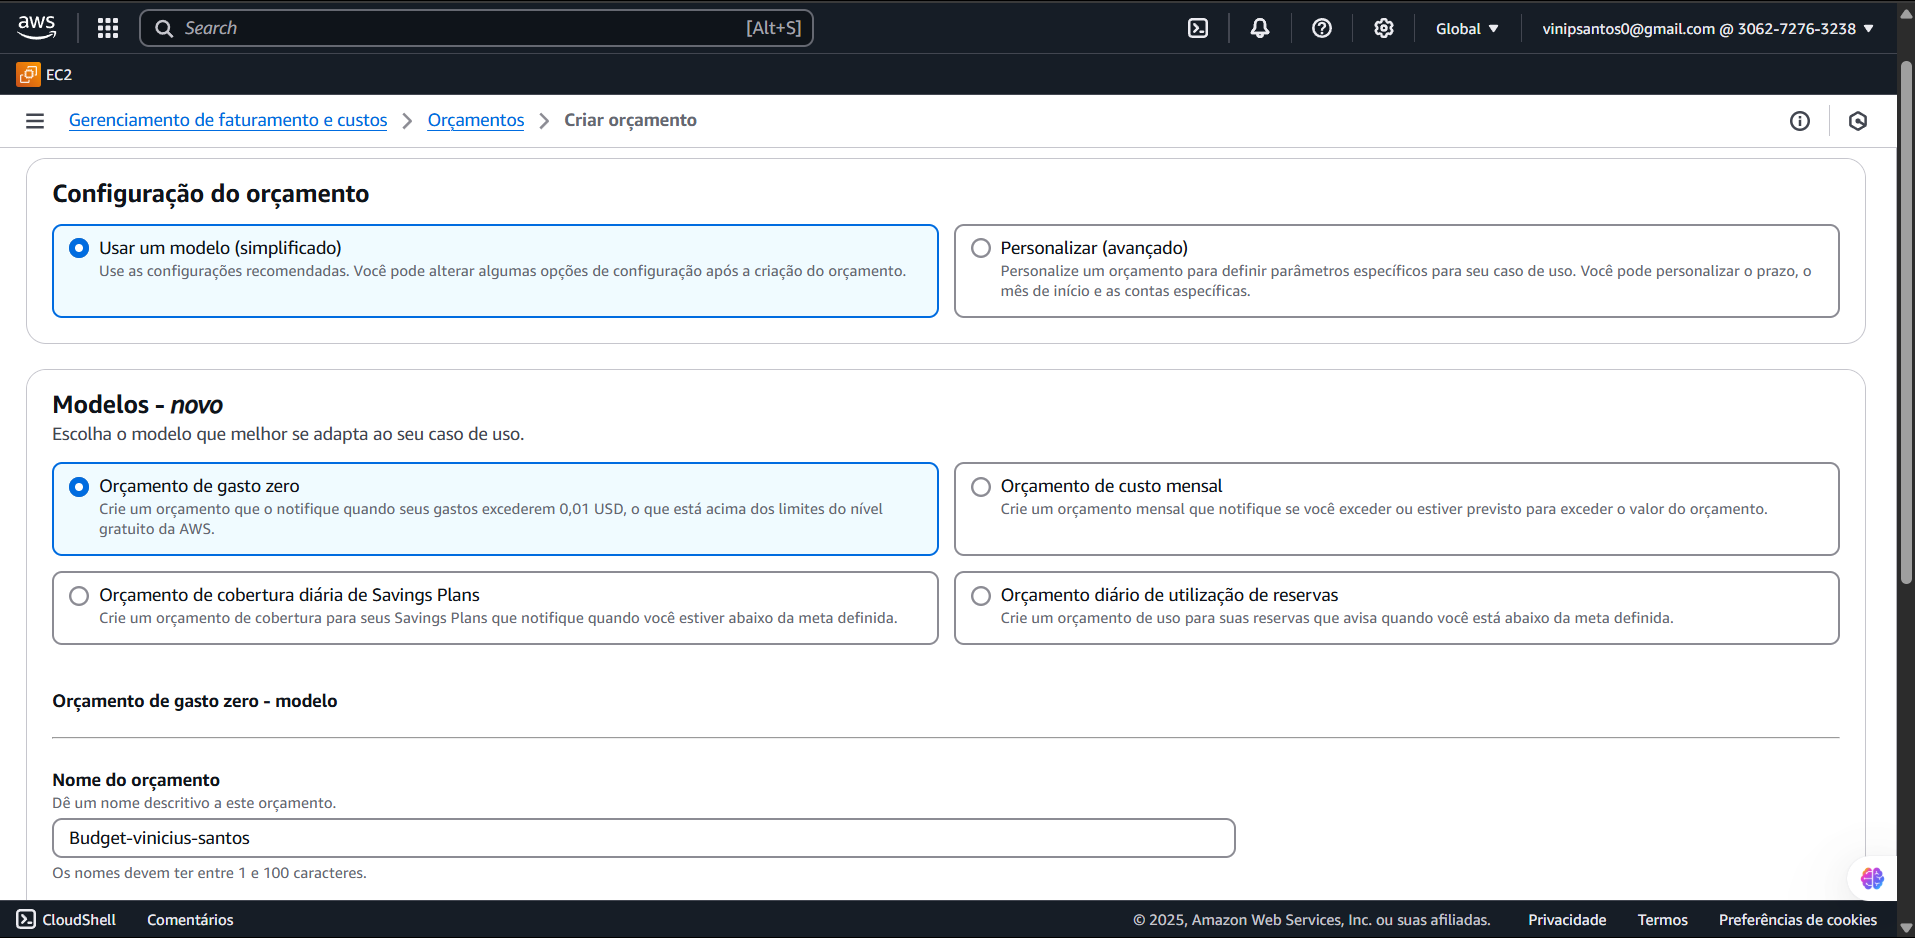 aws
Search
[Alt+S]
Global
vinipsantos0@gmail.com @ 3062-7276-3238
EC2
Gerenciamento de faturamento e custos
Orçamentos
Criar orçamento
Configuração do orçamento
Usar um modelo (simplificado)
Use as configurações recomendadas. Você pode alterar algumas opções de configuração após a criação do orçamento.
Personalizar (avançado)
Personalize um orçamento para definir parâmetros específicos para seu caso de uso. Você pode personalizar o prazo, o
mês de início e as contas específicas.
Modelos - novo
Escolha o modelo que melhor se adapta ao seu caso de uso.
Orçamento de gasto zero
Crie um orçamento que o notifique quando seus gastos excederem 0,01 USD, o que está acima dos limites do nível
gratuito da AWS.
Orçamento de custo mensal
Crie um orçamento mensal que notifique se você exceder ou estiver previsto para exceder o valor do orçamento.
Orçamento de cobertura diária de Savings Plans
Crie um orçamento de cobertura para seus Savings Plans que notifique quando você estiver abaixo da meta definida.
Orçamento diário de utilização de reservas
Crie um orçamento de uso para suas reservas que avisa quando você está abaixo da meta definida.
Orçamento de gasto zero - modelo
Nome do orçamento
Dê um nome descritivo a este orçamento.
Budget-vinicius-santos
Os nomes devem ter entre 1 e 100 caracteres.
CloudShell
Comentários
© 2025, Amazon Web Services, Inc. ou suas afiliadas.
Privacidade
Termos
Preferências de cookies